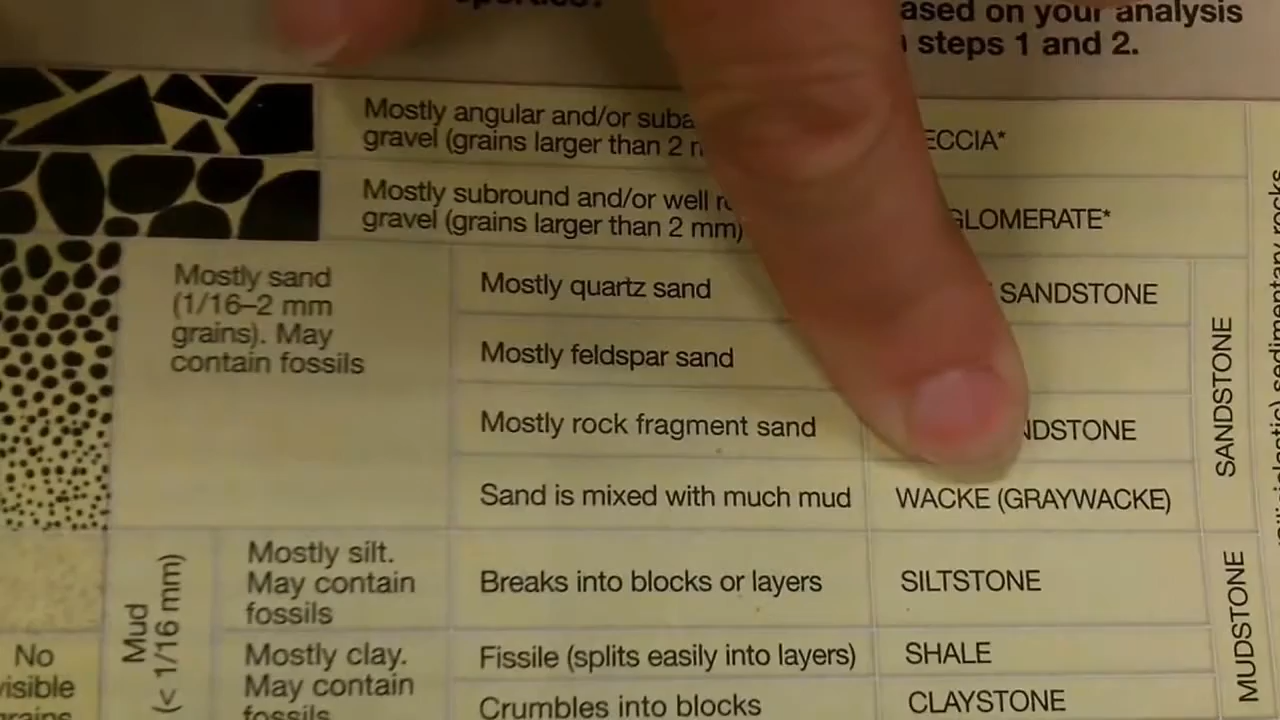 ased on your analysis
steps 1 and 2.
Mostly angular and/or suba
gravel (grains larger than 2
ECCIA*
Mostly subround and/or well
gravel (grains larger than 2 mm)
GLOMERATE*
Mostly sand
(1/16–2 mm
grains). May
contain fossils
Mostly quartz sand
SANDSTONE
Mostly feldspar sand
Mostly rock fragment sand
NDSTONE
Sand is mixed with much mud
WACKE (GRAYWACKE)
SANDSTONE
Mud
(< 1/16 mm)
Mostly silt.
May contain
fossils
Breaks into blocks or layers
SILTSTONE
No
visible
grains
Mostly clay.
May contain
fossils
Fissile (splits easily into layers)
SHALE
Crumbles into blocks
CLAYSTONE
MUDSTONE
sedimentary rocks